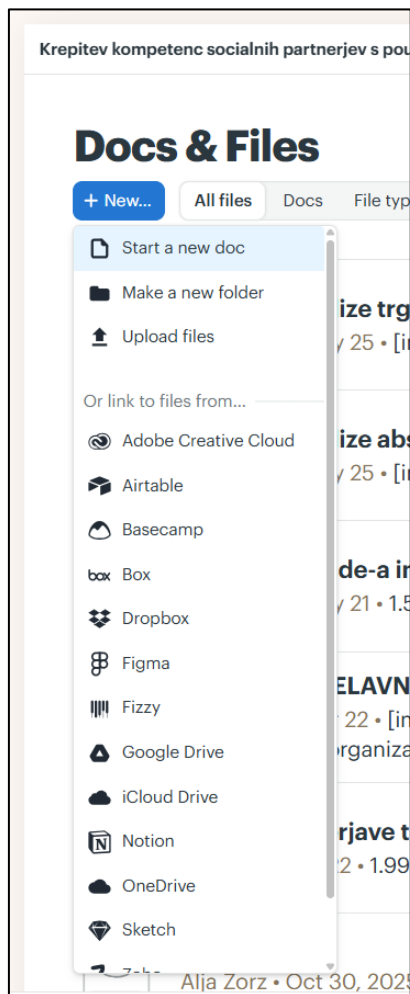 Krepitev kompetenc socialnih partnerjev s pou
Docs & Files
+ New... All files Docs File typ
Start a new doc
Make a new folder
ize trg
25 • [i
Upload files
Or link to files from...
Adobe Creative Cloud
ize abs
Airtable
25 • [i
Basecamp
box Box
de-a in
21 • 1.5
Dropbox
Figma
ELAVN
Fizzy
22 • [in
Google Drive
organiza
iCloud Drive
Notion
rjave t
2 • 1.99
OneDrive
Sketch
Alja Zorz • Oct 30, 2025